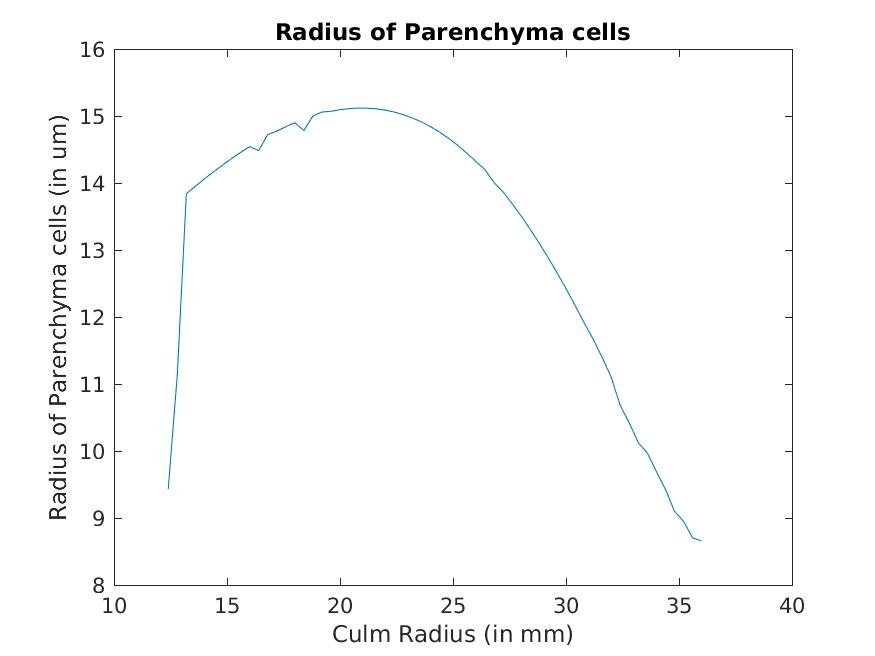 Radius of Parenchyma cells
16
15
14
13
12
11
10
9
8
Radius of Parenchyma cells (in um)
10 15 20 25 30 35 40
Culm Radius (in mm)